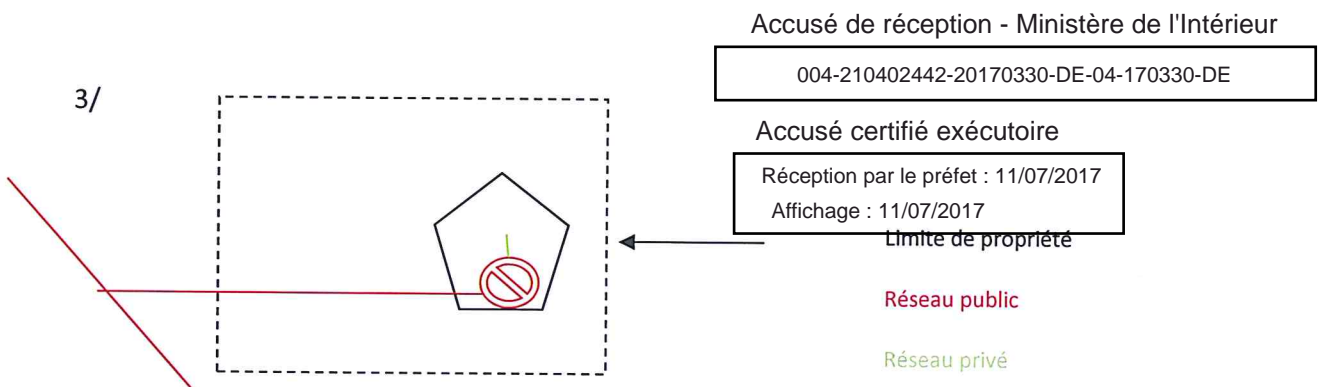 Accusé de réception - Ministère de l'Intérieur
004-210402442-20170330-DE-04-170330-DE
3/
Accusé certifié exécutoire
Réception par le préfet : 11/07/2017
Affichage : 11/07/2017
Limite de propriété
Réseau public
Réseau privé